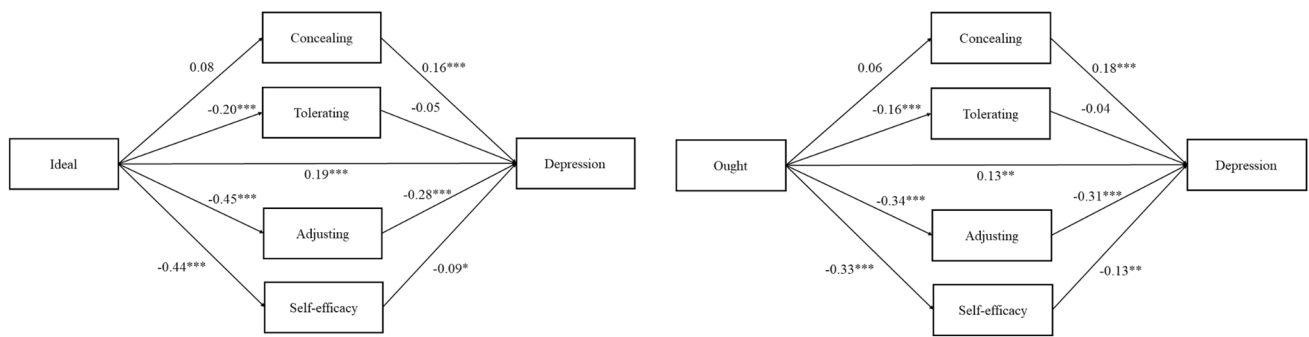 Concealing
0.08
0.16***
-0.20***
Tolerating
-0.05
Ideal
0.19***
Depression
-0.45***
Adjusting
-0.28***
-0.44***
Self-efficacy
-0.09*
Concealing
0.06
0.18***
-0.16***
Tolerating
-0.04
Ought
0.13**
Depression
-0.34***
Adjusting
-0.31***
-0.33***
Self-efficacy
-0.13**